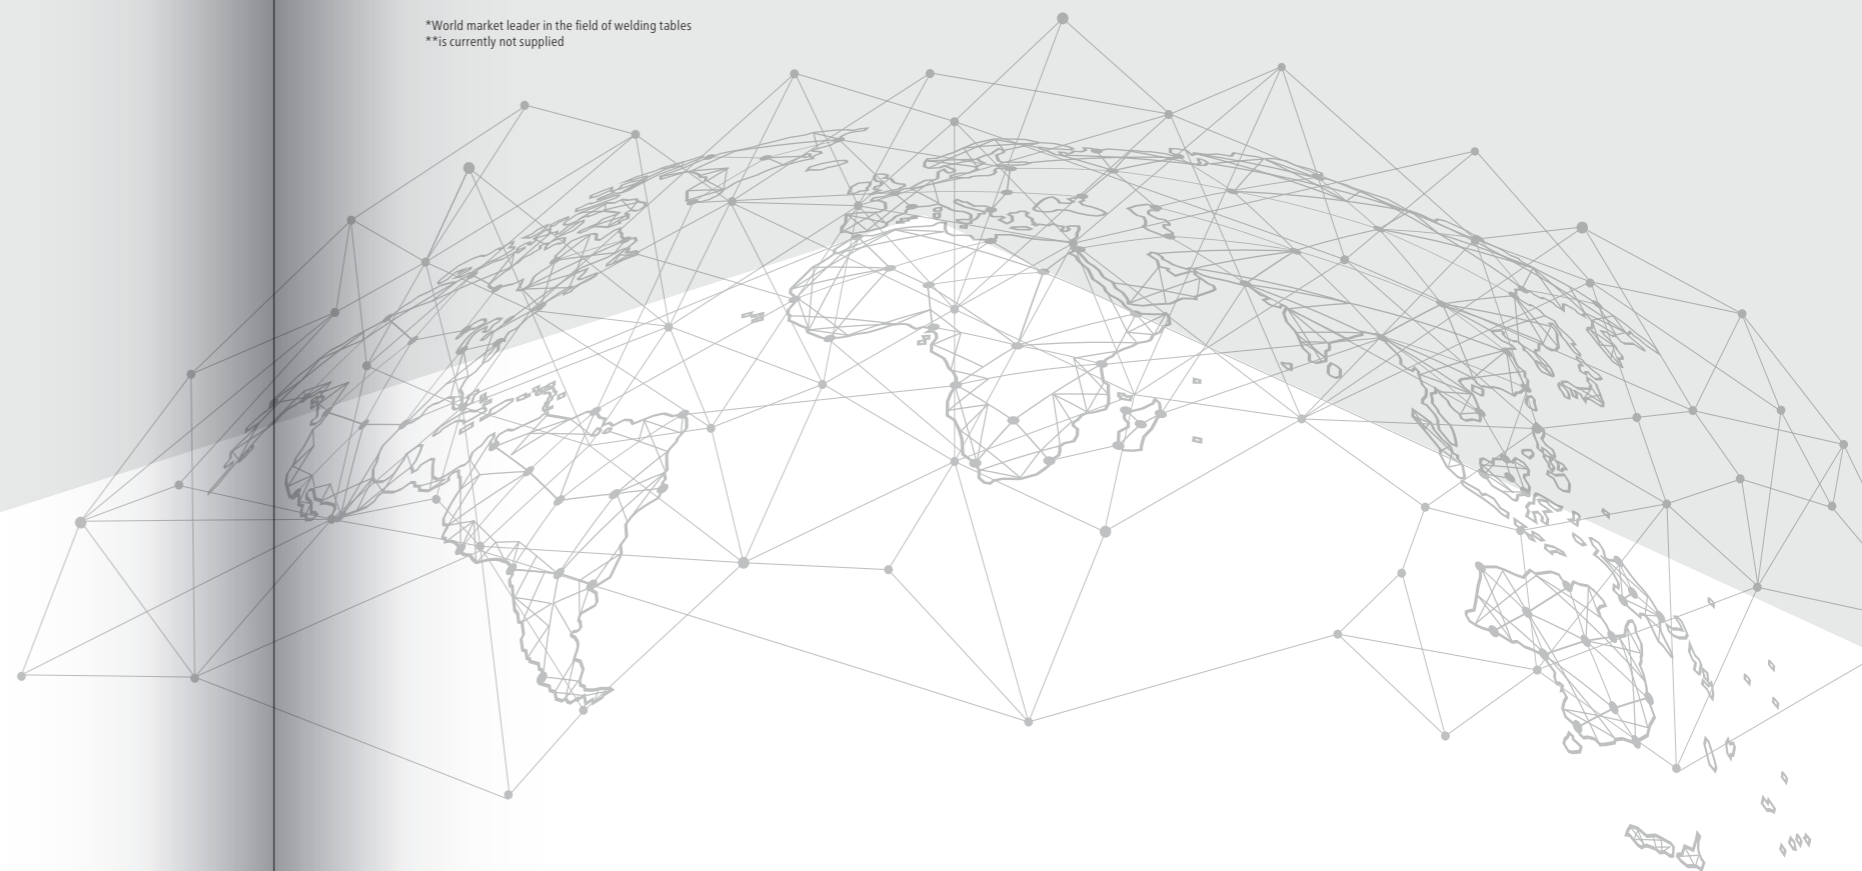 *World market leader in the field of welding tables
**is currently not supplied